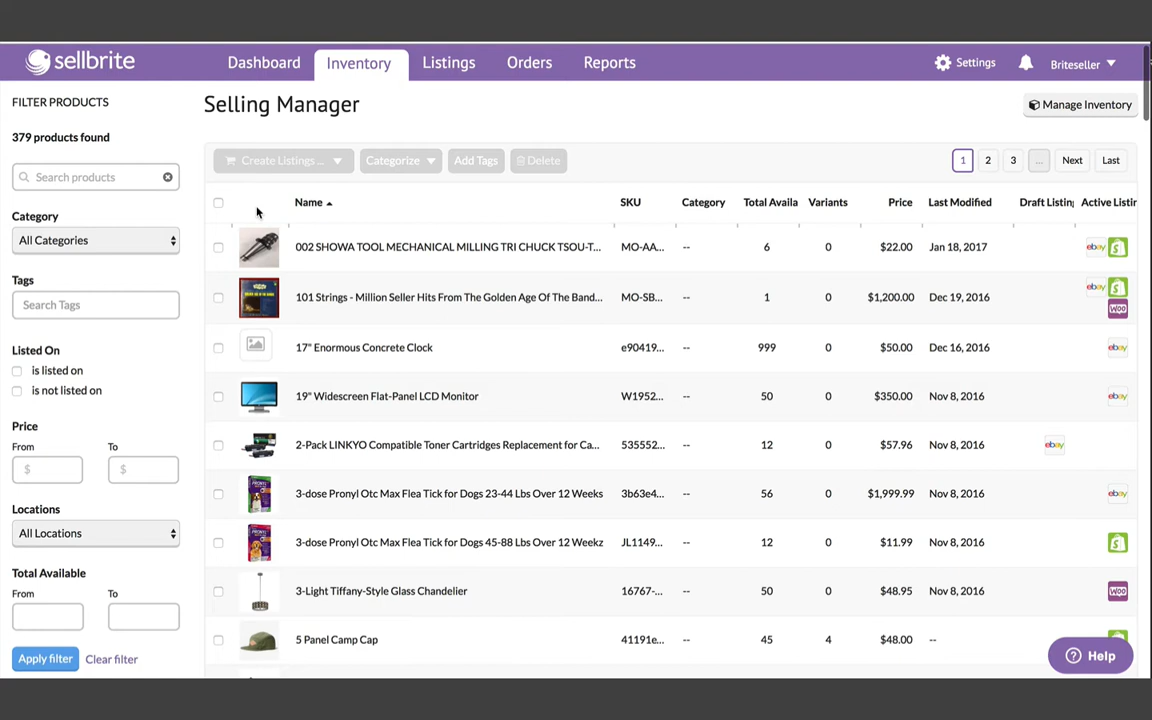 sellbrite
Dashboard Inventory Listings Orders Reports Settings Briteseller
FILTER PRODUCTS
Selling Manager
Manage Inventory
379 products found
Create Listings ... Categorize Add Tags Delete 1 2 3 ... Next Last
Search products
Name SKU Category Total Availa Variants Price Last Modified Draft Listin Active Listin
Category
All Categories
002 SHOWA TOOL MECHANICAL MILLING TRI CHUCK TSOU-T... MO-AA... -- 6 0 $22.00 Jan 18, 2017 ebay
Tags
Search Tags
101 Strings - Million Seller Hits From The Golden Age Of The Band... MO-SB... -- 1 0 $1,200.00 Dec 19, 2016 ebay
WOO
Listed On
17" Enormous Concrete Clock e90419... -- 999 0 $50.00 Dec 16, 2016 ebay
is listed on
is not listed on
19" Widescreen Flat-Panel LCD Monitor W1952... -- 50 0 $350.00 Nov 8, 2016 ebay
Price
From To
$ $
2-Pack LINKYO Compatible Toner Cartridges Replacement for Ca... 535552... -- 12 0 $57.96 Nov 8, 2016 ebay
3-dose Pronyl Otc Max Flea Tick for Dogs 23-44 Lbs Over 12 Weeks 3b63e4... -- 56 0 $1,999.99 Nov 8, 2016 ebay
Locations
All Locations
3-dose Pronyl Otc Max Flea Tick for Dogs 45-88 Lbs Over 12 Weekz JL1149... -- 12 0 $11.99 Nov 8, 2016
Total Available
From To
3-Light Tiffany-Style Glass Chandelier 16767-... -- 50 0 $48.95 Nov 8, 2016 WOO
5 Panel Camp Cap 41191e... -- 45 4 $48.00 --
Apply filter Clear filter
Help